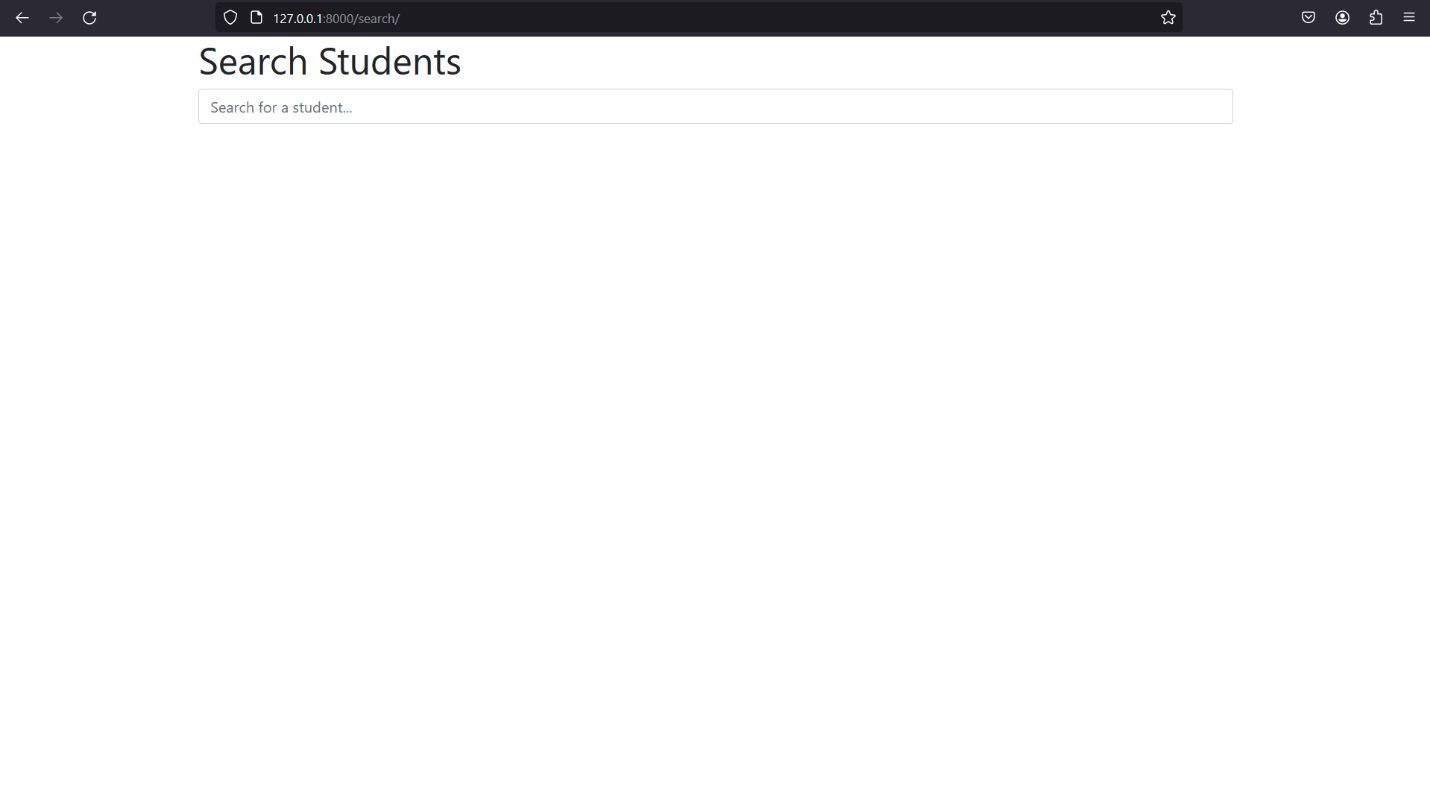 127.0.0.1:8000/search/
Search Students
Search for a student...